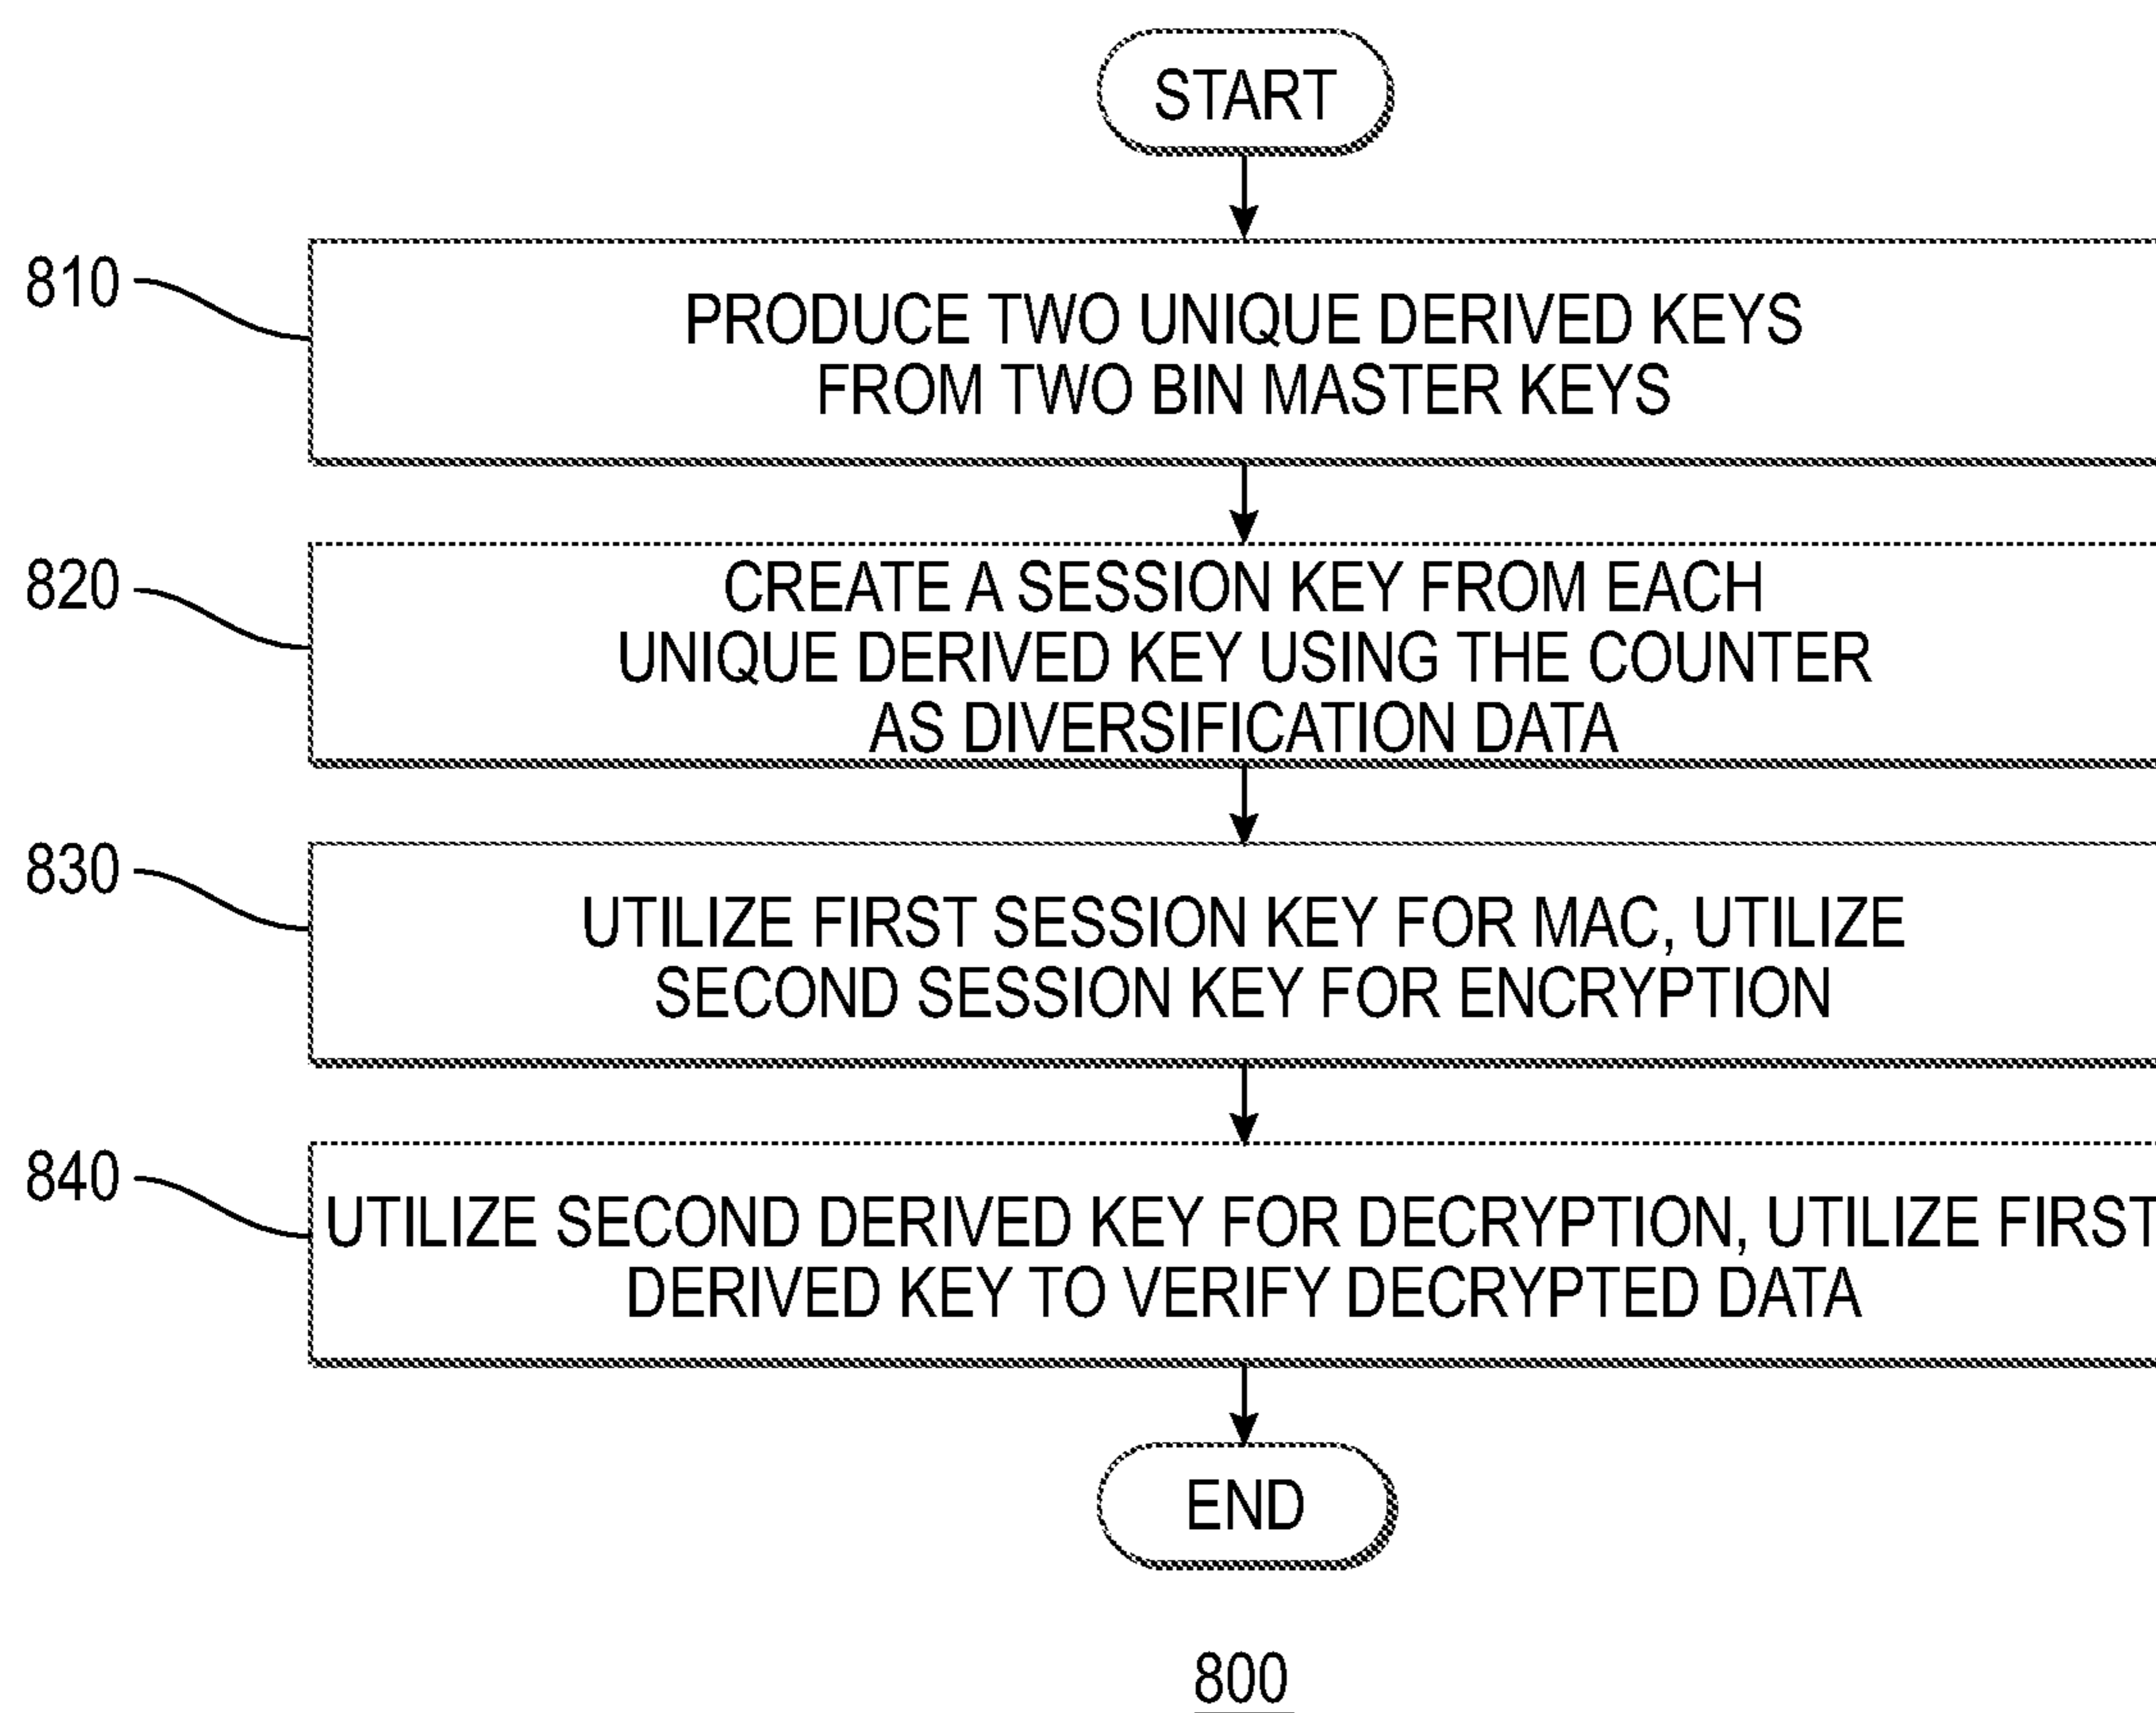 START
810
PRODUCE TWO UNIQUE DERIVED KEYS
FROM TWO BIN MASTER KEYS
820
CREATE A SESSION KEY FROM EACH
UNIQUE DERIVED KEY USING THE COUNTER
AS DIVERSIFICATION DATA
830
UTILIZE FIRST SESSION KEY FOR MAC, UTILIZE
SECOND SESSION KEY FOR ENCRYPTION
840
UTILIZE SECOND DERIVED KEY FOR DECRYPTION, UTILIZE FIRST
DERIVED KEY TO VERIFY DECRYPTED DATA
END
800